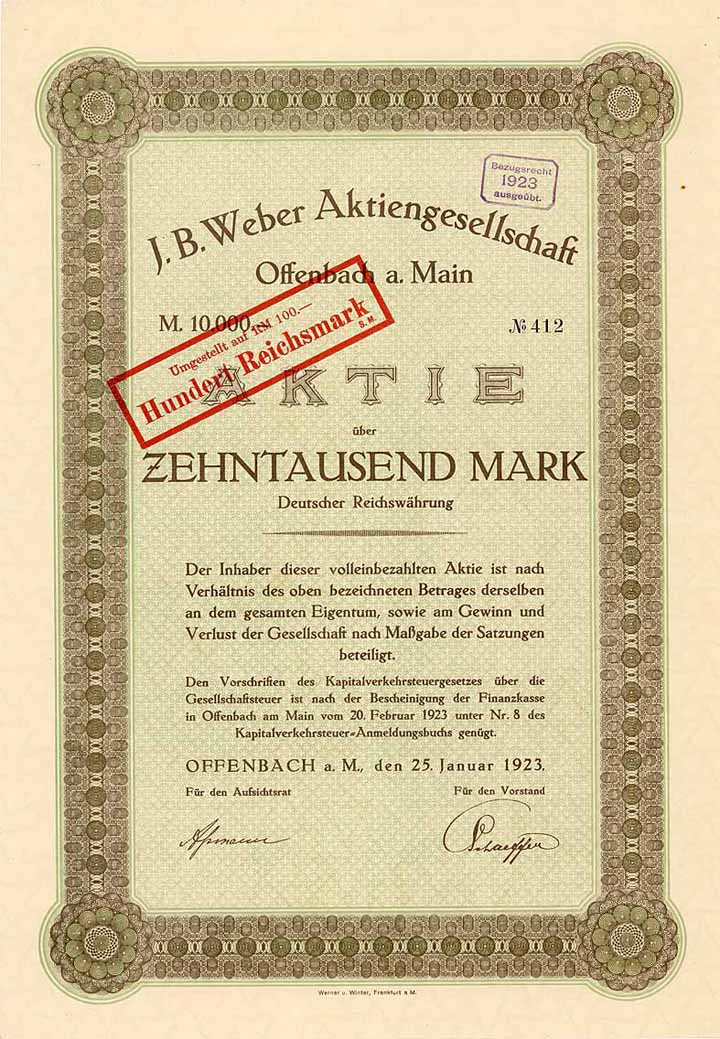 Bezugsrecht
1923
ausgeübt.
J. B. Weber Aktiengesellschaft
Offenbach a. Main
M. 10,000.—
№ 412
Umgestellt auf RM 100.—
Hundert Reichsmark
S. M.
AKTIE
über
ZEHNTAUSEND MARK
Deutscher Reichswährung
Der Inhaber dieser volleinbezahlten Aktie ist nach
Verhältnis des oben bezeichneten Betrages derselben
an dem gesamten Eigentum, sowie am Gewinn und
Verlust der Gesellschaft nach Maßgabe der Satzungen
beteiligt.
Den Vorschriften des Kapitalverkehrsteuergesetzes über die
Gesellschaftsteuer ist nach der Bescheinigung der Finanzkasse
in Offenbach am Main vom 20. Februar 1923 unter Nr. 8 des
Kapitalverkehrsteuer-Anmeldungsbuchs genügt.
OFFENBACH a. M., den 25. Januar 1923.
Für den Aufsichtsrat
Für den Vorstand
Schaeffer
Werner u. Winter, Frankfurt a M.